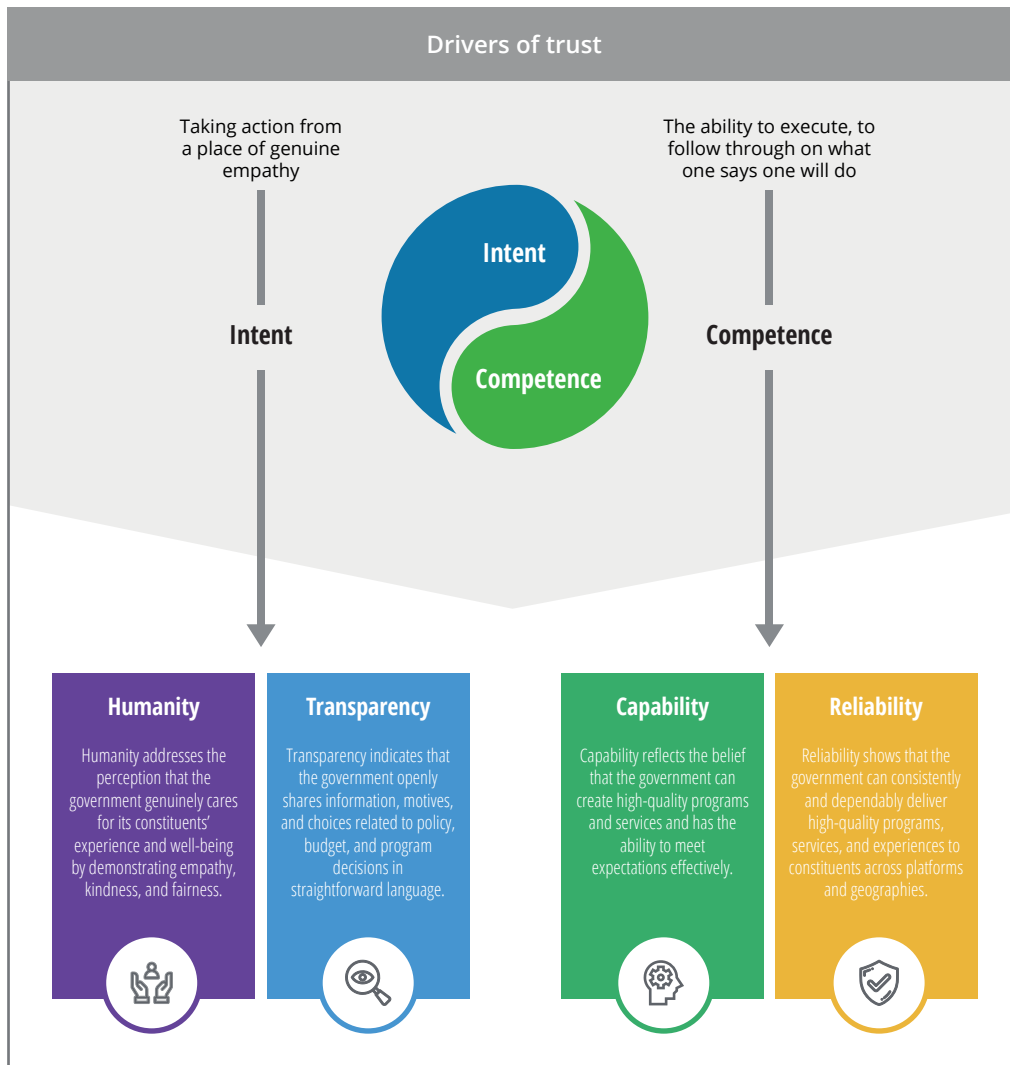 Drivers of trust
Taking action from
a place of genuine
empathy
The ability to execute, to
follow through on what
one says one will do
Intent
Competence
Intent
Competence
Humanity
Humanity addresses the
perception that the
government genuinely cares
for its constituents’
experience and well-being
by demonstrating empathy,
kindness, and fairness.
Transparency
Transparency indicates that
the government openly
shares information, motives,
and choices related to policy,
budget, and program
decisions in
straightforward language.
Capability
Capability reflects the belief
that the government can
create high-quality programs
and services and has the
ability to meet
expectations effectively.
Reliability
Reliability shows that the
government can consistently
and dependably deliver
high-quality programs,
services, and experiences to
constituents across platforms
and geographies.